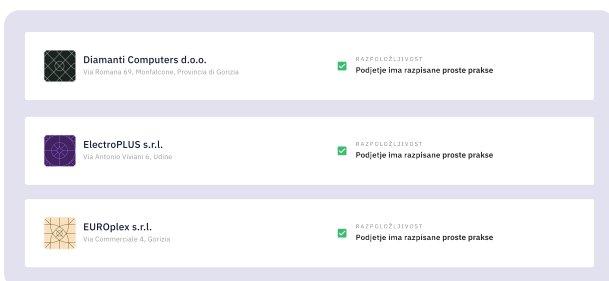 Diamanti Computers d.o.o.
Via Romana 69, Monfalcone, Provincia di Gorizia
RAZPOLOŽLJIVOST
Podjetje ima razpisane proste prakse
ElectroPLUS s.r.l.
Via Antonio Viviani 6, Udine
RAZPOLOŽLJIVOST
Podjetje ima razpisane proste prakse
EUROplex s.r.l.
Via Commerciale 4, Gorizia
RAZPOLOŽLJIVOST
Podjetje ima razpisane proste prakse